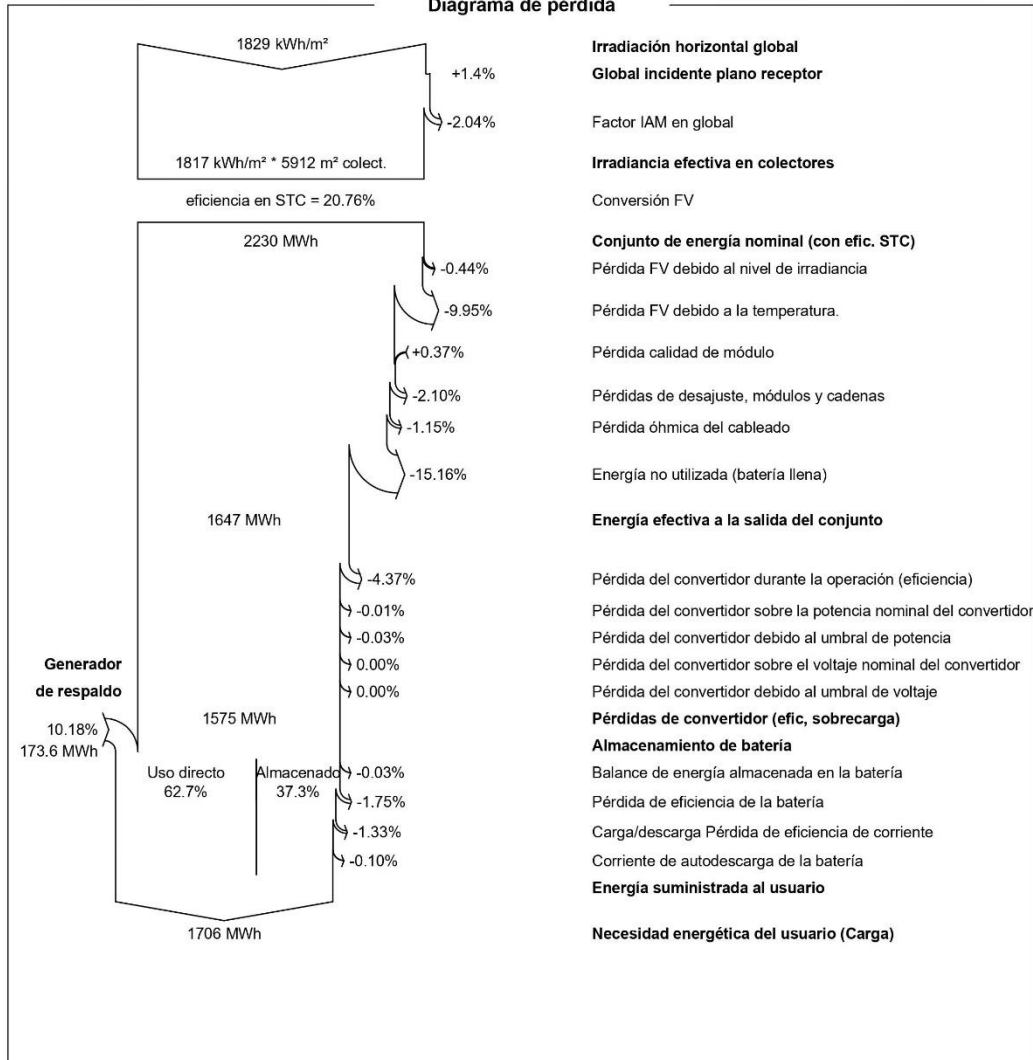 Diagrama de pérdida
1829 kWh/m²
Irradiación horizontal global
+1.4%
Global incidente plano receptor
-2.04%
Factor IAM en global
1817 kWh/m² * 5912 m² colect.
Irradiancia efectiva en colectores
eficiencia en STC = 20.76%
Conversión FV
2230 MWh
Conjunto de energía nominal (con efic. STC)
-0.44%
Pérdida FV debido al nivel de irradiancia
-9.95%
Pérdida FV debido a la temperatura.
+0.37%
Pérdida calidad de módulo
-2.10%
Pérdidas de desajuste, módulos y cadenas
-1.15%
Pérdida óhmica del cableado
-15.16%
Energía no utilizada (batería llena)
1647 MWh
Energía efectiva a la salida del conjunto
-4.37%
Pérdida del convertidor durante la operación (eficiencia)
-0.01%
Pérdida del convertidor sobre la potencia nominal del convertidor
-0.03%
Pérdida del convertidor debido al umbral de potencia
Generador
de respaldo
0.00%
Pérdida del convertidor sobre el voltaje nominal del convertidor
0.00%
Pérdida del convertidor debido al umbral de voltaje
10.18%
173.6 MWh
1575 MWh
Pérdidas de convertidor (efic, sobrecarga)
Almacenamiento de batería
Uso directo
62.7%
Almacenado
37.3%
-0.03%
Balance de energía almacenada en la batería
-1.75%
Pérdida de eficiencia de la batería
-1.33%
Carga/descarga Pérdida de eficiencia de corriente
-0.10%
Corriente de autodescarga de la batería
Energía suministrada al usuario
1706 MWh
Necesidad energética del usuario (Carga)